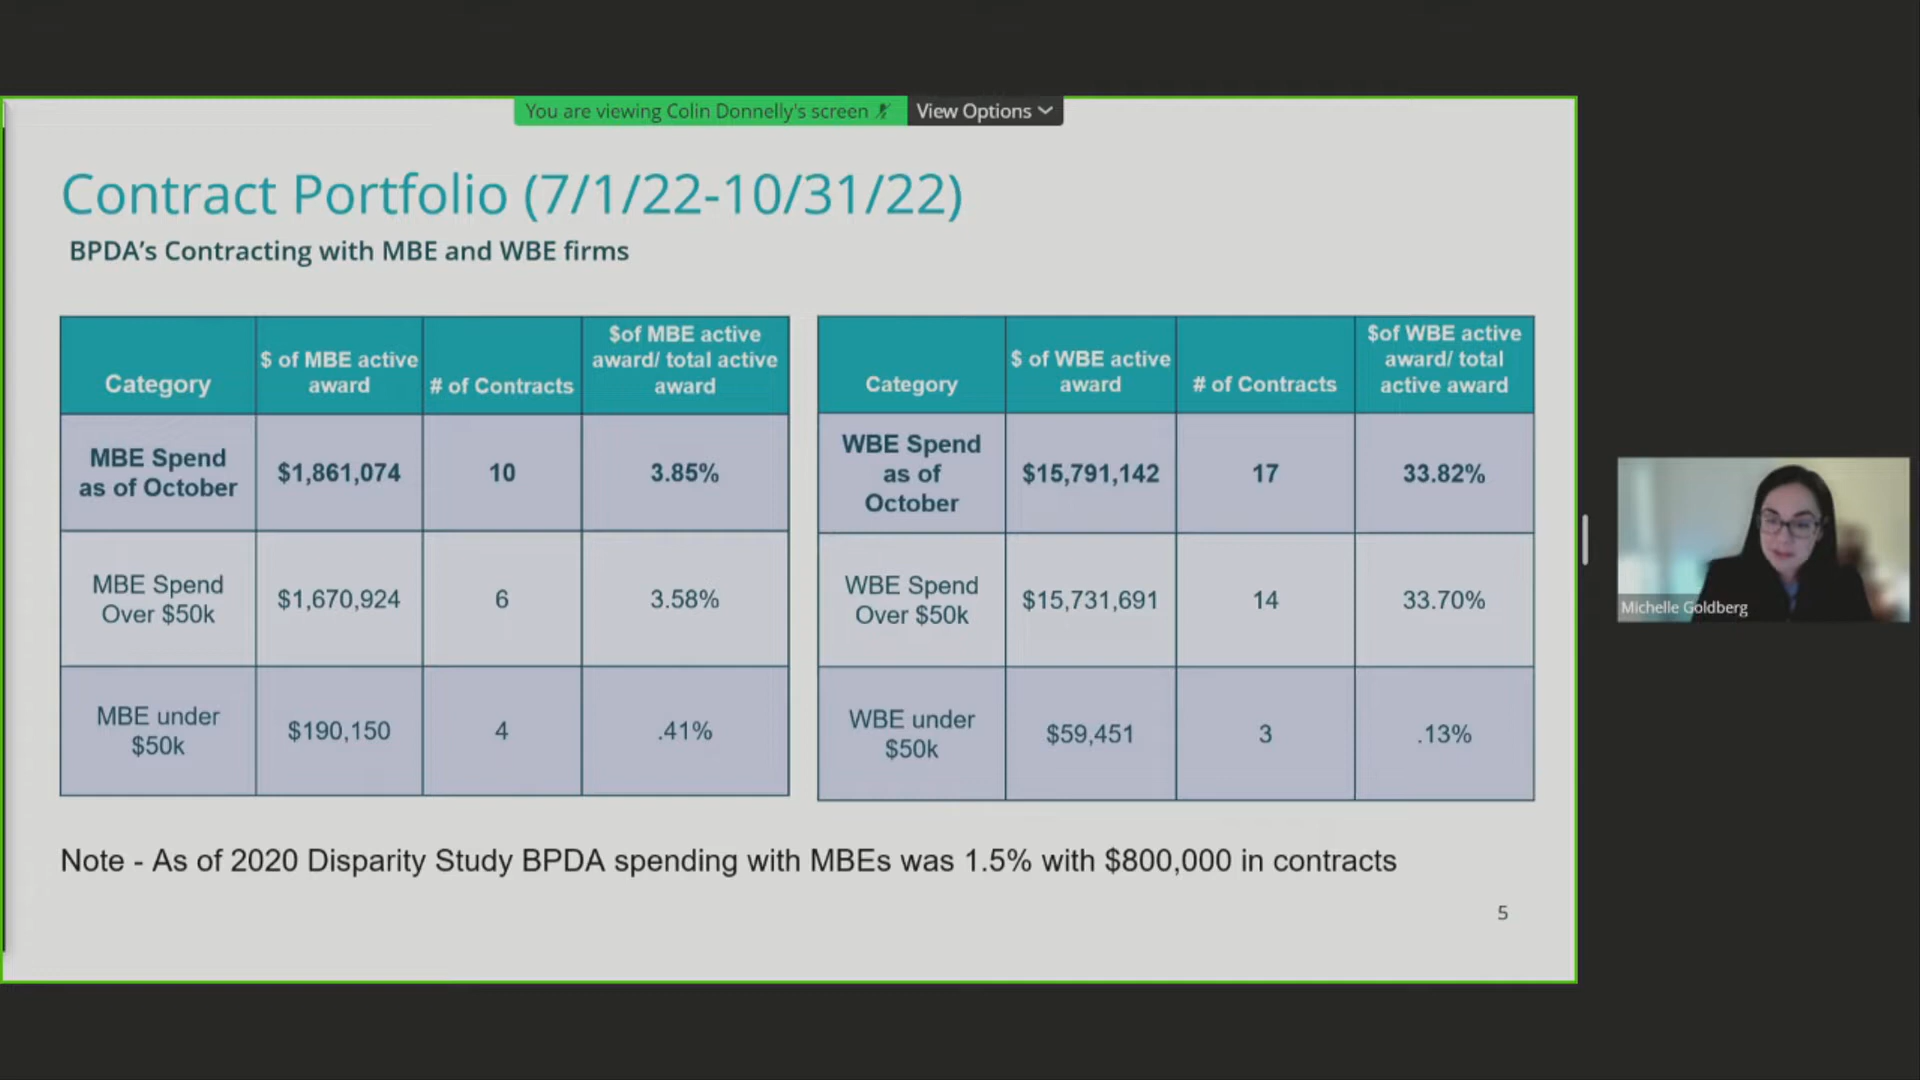 You are viewing Colin Donnelly's screen
View Options
Contract Portfolio (7/1/22-10/31/22)
BPDA's Contracting with MBE and WBE firms
Category
$ of MBE active
award
# of Contracts
$of MBE active
award/ total active
award
MBE Spend
as of October
$1,861,074
10
3.85%
MBE Spend
Over $50k
$1,670,924
6
3.58%
MBE under
$50k
$190,150
4
.41%
Category
$ of WBE active
award
# of Contracts
$of WBE active
award/ total
active award
WBE Spend
as of
October
$15,791,142
17
33.82%
WBE Spend
Over $50k
$15,731,691
14
33.70%
WBE under
$50k
$59,451
3
.13%
Note - As of 2020 Disparity Study BPDA spending with MBEs was 1.5% with $800,000 in contracts
5
Michelle Goldberg